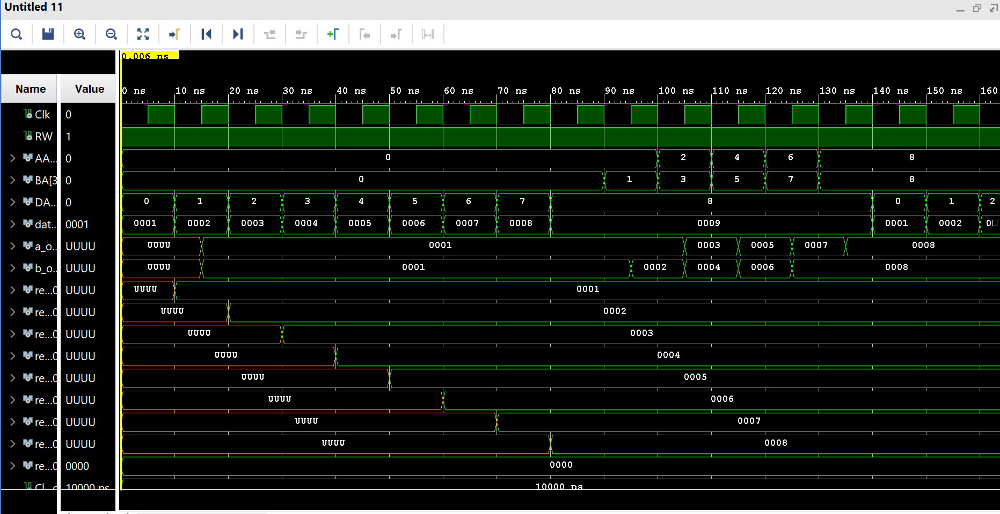 Untitled 11
0.006 ns
Name Value
0 ns 10 ns 20 ns 30 ns 40 ns 50 ns 60 ns 70 ns 80 ns 90 ns 100 ns 110 ns 120 ns 130 ns 140 ns 150 ns 160
Clk 0
RW 1
AA... 0 0 2 4 6 8
BA[3 0 0 1 3 5 7 8
DA... 0 0 1 2 3 4 5 6 7 8 0 1 2
dat... 0001 0001 0002 0003 0004 0005 0006 0007 0008 0009 0001 0002 0
a_o... UUUU UUUU 0001 0003 0005 0007 0008
b_o... UUUU UUUU 0001 0002 0004 0006 0008
re...0 UUUU UUUU 0001
re...0 UUUU UUUU 0002
re...0 UUUU UUUU 0003
re...0 UUUU UUUU 0004
re...0 UUUU UUUU 0005
re...0 UUUU UUUU 0006
re...0 UUUU UUUU 0007
re...0 UUUU UUUU 0008
re...0 0000 0000
10000 ps 10000 ps